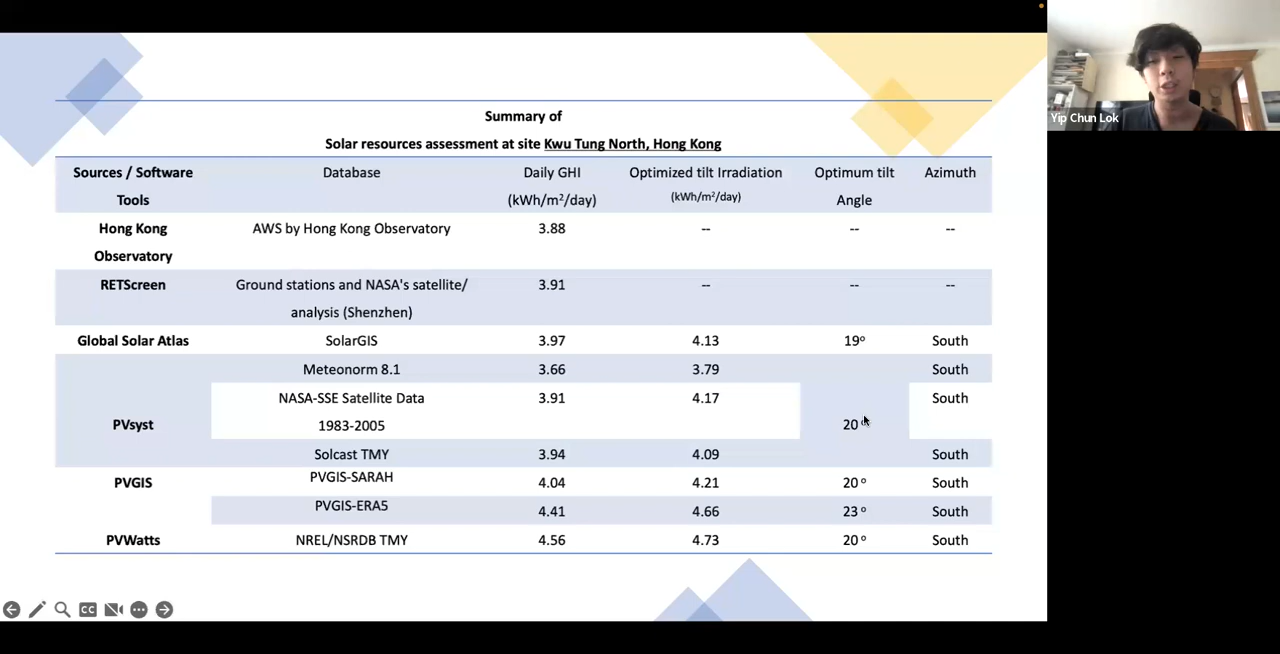 Summary of
Solar resources assessment at site Kwu Tung North, Hong Kong
Sources / Software Tools Database Daily GHI (kWh/m²/day) Optimized tilt Irradiation (kWh/m²/day) Optimum tilt Angle Azimuth
Hong Kong Observatory AWS by Hong Kong Observatory 3.88 -- -- --
RETScreen Ground stations and NASA's satellite/ analysis (Shenzhen) 3.91 -- -- --
Global Solar Atlas SolarGIS 3.97 4.13 19° South
Meteonorm 8.1 3.66 3.79 South
PVsyst NASA-SSE Satellite Data 1983-2005 3.91 4.17 20° South
Solcast TMY 3.94 4.09 South
PVGIS PVGIS-SARAH 4.04 4.21 20° South
PVGIS-ERA5 4.41 4.66 23° South
PVWatts NREL/NSRDB TMY 4.56 4.73 20° South
CC
Yip Chun Lok